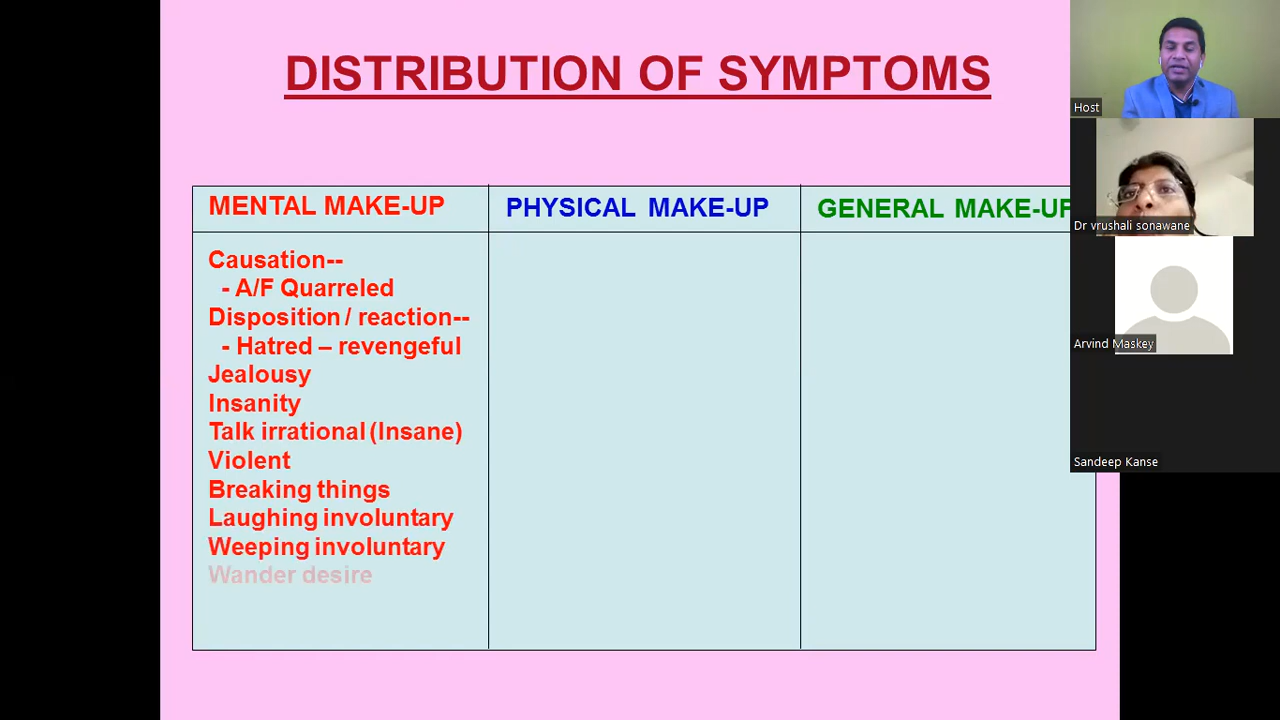 DISTRIBUTION OF SYMPTOMS
MENTAL MAKE-UP
PHYSICAL MAKE-UP
GENERAL MAKE-UP
Causation--
- A/F Quarreled
Disposition / reaction--
- Hatred – revengeful
Jealousy
Insanity
Talk irrational (Insane)
Violent
Breaking things
Laughing involuntary
Weeping involuntary
Wander desire
Host
Dr vrushali sonawane
Arvind Maskey
Sandeep Kanse